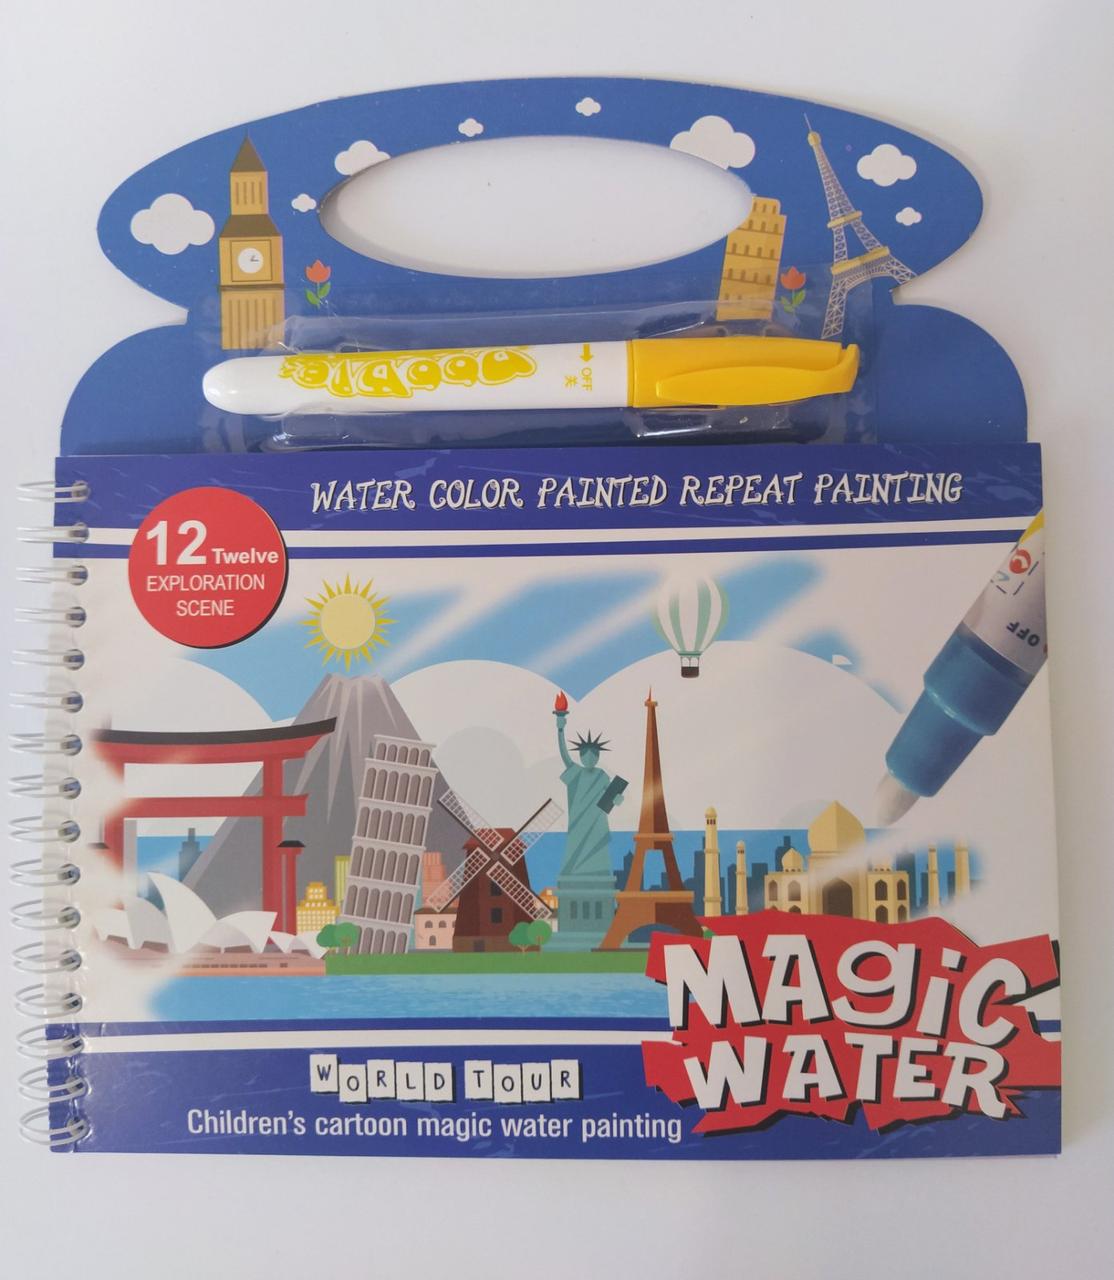 OFF
关
WATER COLOR PAINTED REPEAT PAINTING
12 Twelve
EXPLORATION
SCENE
OFF
MAGiC
WATER
WORLD TOUR
Children's cartoon magic water painting